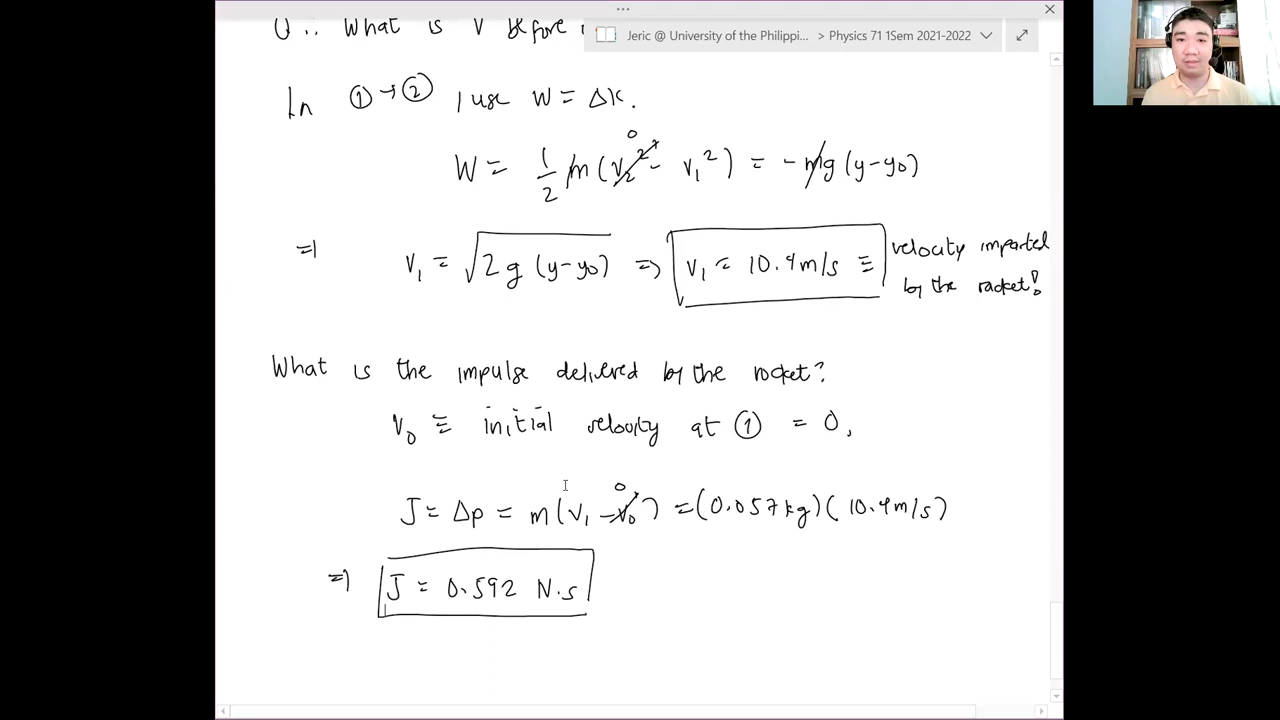 Q: What is v before
Jeric @ University of the Philippi... > Physics 71 1Sem 2021-2022
In ① → ② , use W = ΔK.
W = 1/2 m(v₂² - v₁²) = -mg(y-y₀)
0
⇒ v₁ = √2g(y-y₀) ⇒ v₁ = 10.4 m/s ≡ velocity imparted
by the racket!
What is the impulse delivered by the rocket?
v₀ ≡ initial velocity at ① = 0,
0
J = Δp = m(v₁ - v₀) = (0.057 kg)(10.4 m/s)
⇒ J = 0.592 N·s